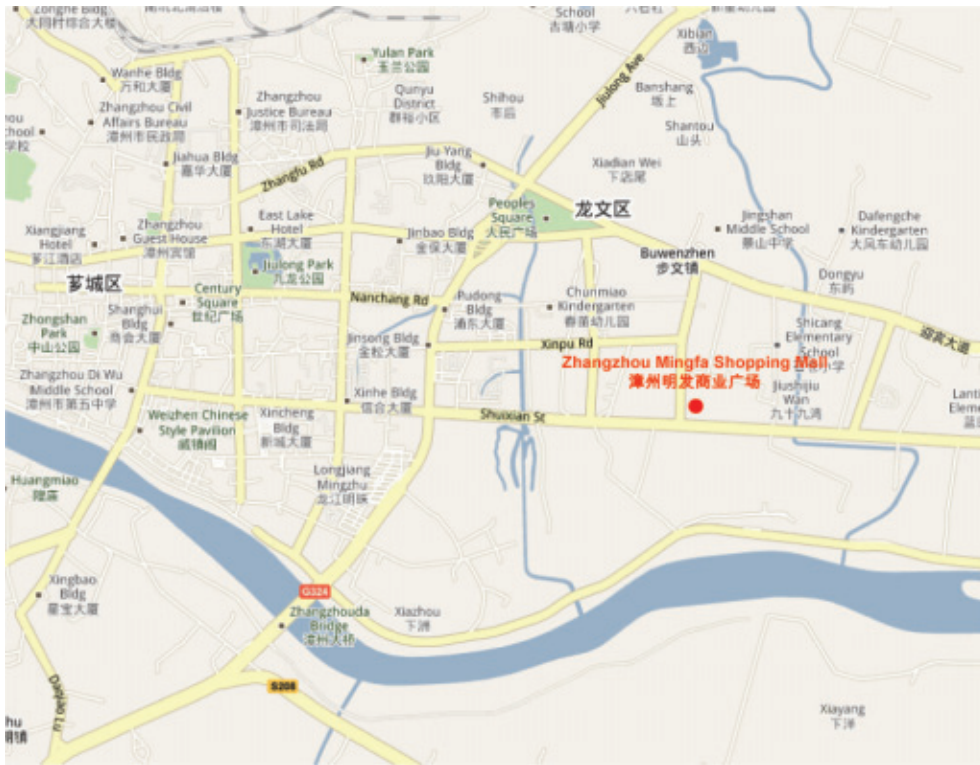 Zonghe Bldg
大同村综合大楼
School
古塘小学
Xibian
西边
Yulan Park
玉兰公园
Wanhe Bldg
万和大厦
Qunyu
District
群裕小区
Shihou
市后
Jiulong Ave
Banshang
坂上
Zhangzhou Civil
Affairs Bureau
漳州市民政局
Zhangzhou
Justice Bureau
漳州市司法局
Shantou
山头
School
学校
Jiahua Bldg
嘉华大厦
Zhangfu Rd
Jiu Yang
Bldg
玖阳大厦
Xiadian Wei
下店尾
Peoples
Square
人民广场
龙文区
Xiangjiang
Hotel
芗江酒店
Zhangzhou
Guest House
漳州宾馆
East Lake
Hotel
东湖大厦
Jinbao Bldg
金保大厦
Jingshan
Middle School
景山中学
Dafengche
Kindergarten
大风车幼儿园
Buwenzhen
步文镇
Jiulong Park
九龙公园
芗城区
Century
Square
世纪广场
Nanchang Rd
Pudong
Bldg
浦东大厦
Chunmiao
Kindergarten
春苗幼儿园
Dongyu
东屿
Zhongshan
Park
中山公园
Shanghui
Bldg
商会大厦
Jinsong Bldg
金松大厦
Xinpu Rd
Shicang
Elementary
School
迎宾大道
Zhangzhou Mingfa Shopping Mall
漳州明发商业广场
Zhangzhou Di Wu
Middle School
漳州市第五中学
Xinhe Bldg
信合大厦
Jiushijiu
Wan
九十九湾
Weizhen Chinese
Style Pavilion
威镇阁
Xincheng
Bldg
新城大厦
Shuixian St
Elementary
Longjiang
Mingzhu
龙江明珠
Huangmiao
隍庙
G324
Xingbao
Bldg
星宝大厦
Zhangzhouda
Bridge
漳州大桥
Xiazhou
下洲
S208
Xiayang
下洋